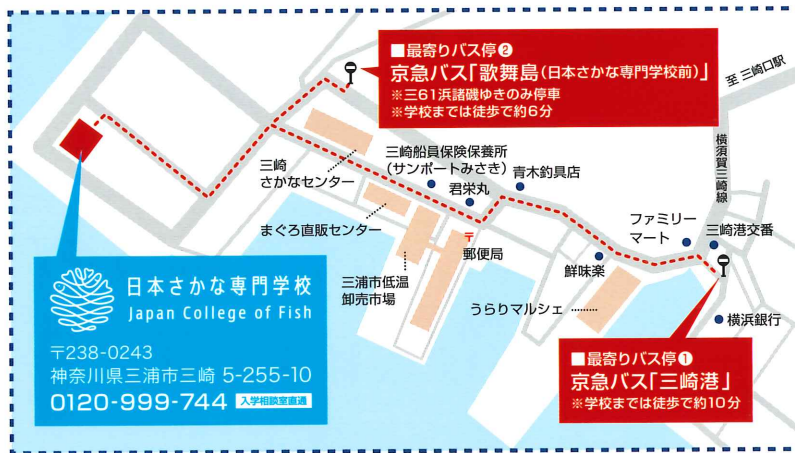 ■最寄りバス停❷
京急バス「歌舞島(日本さかな専門学校前)」
※三61浜諸磯ゆきのみ停車
※学校までは徒歩で約6分
至 三崎口駅
横須賀三崎線
三崎
さかなセンター
三崎船員保険保養所
(サンポートみさき)
君栄丸
青木釣具店
まぐろ直販センター
〒
郵便局
ファミリー
マート
三崎港交番
鮮味楽
三浦市低温
卸売市場
うらりマルシェ
横浜銀行
日本さかな専門学校
Japan College of Fish
〒238-0243
神奈川県三浦市三崎 5-255-10
0120-999-744 入学相談室直通
■最寄りバス停❶
京急バス「三崎港」
※学校までは徒歩で約10分